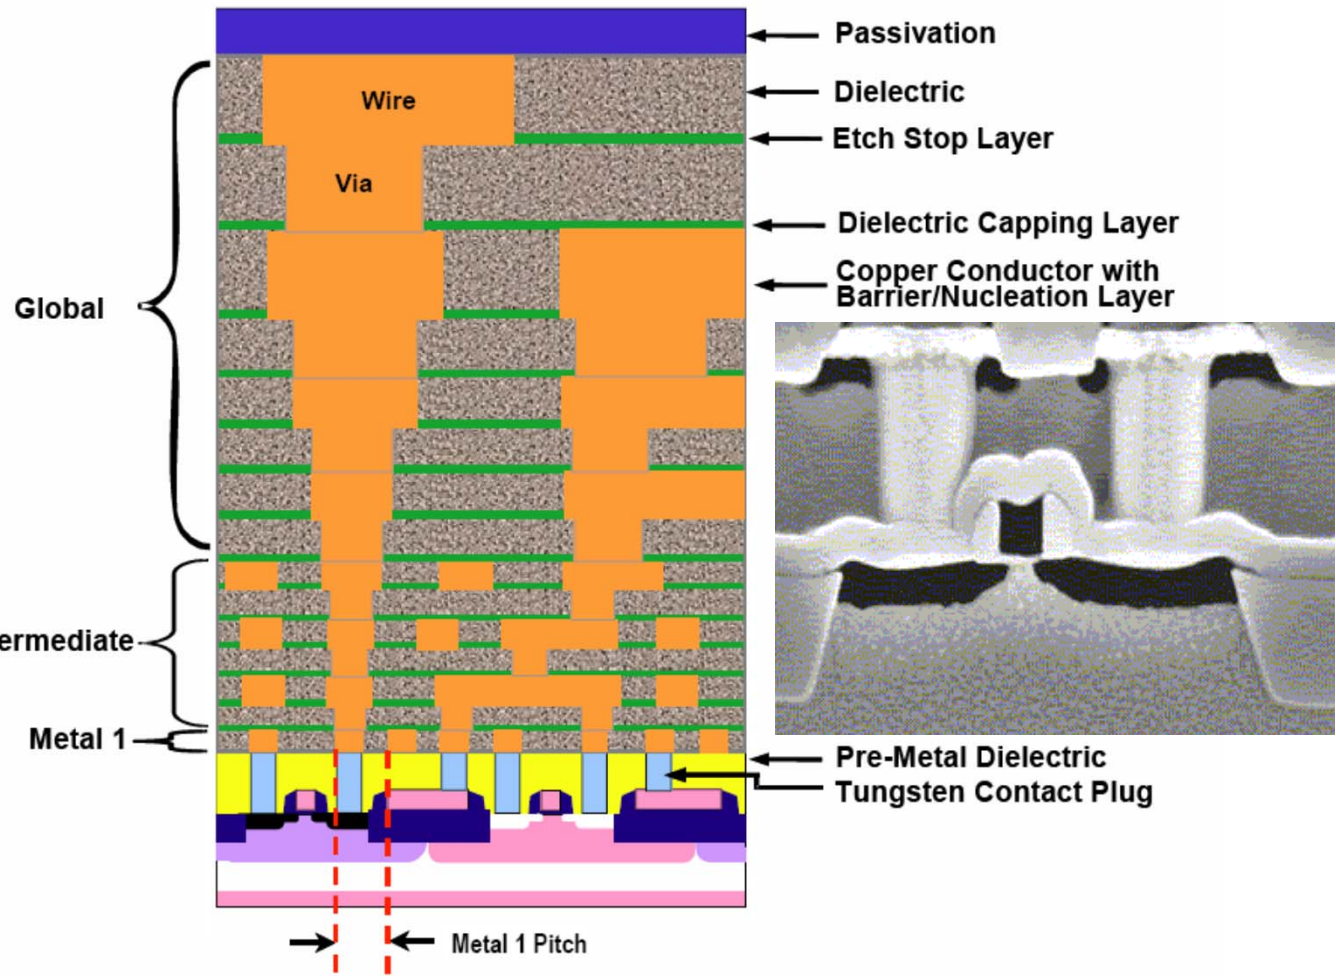 Passivation
Wire
Dielectric
Etch Stop Layer
Via
Dielectric Capping Layer
Copper Conductor with
Barrier/Nucleation Layer
Global
ermediate
Metal 1
Pre-Metal Dielectric
Tungsten Contact Plug
Metal 1 Pitch